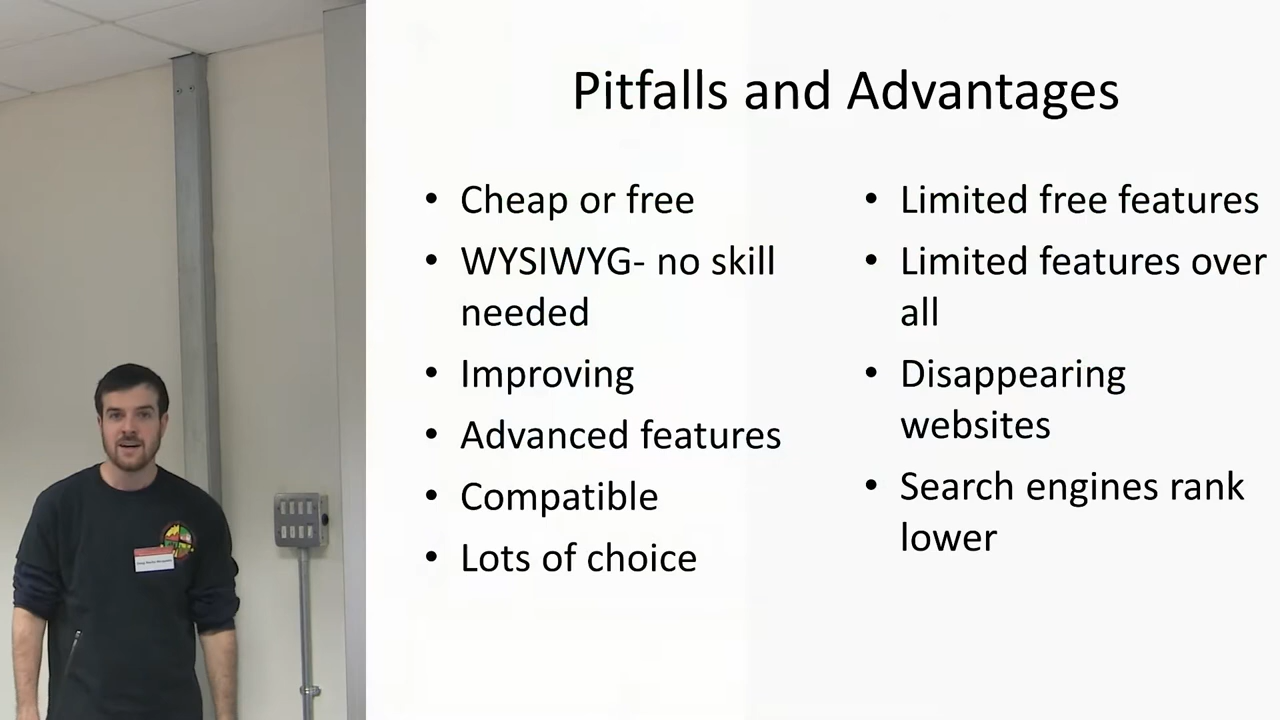 Pitfalls and Advantages
• Cheap or free
• WYSIWYG- no skill
needed
• Improving
• Advanced features
• Compatible
• Lots of choice
• Limited free features
• Limited features over
all
• Disappearing
websites
• Search engines rank
lower